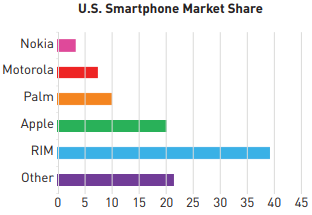 U.S. Smartphone Market Share
Nokia
Motorola
Palm
Apple
RIM
Other
0 5 10 15 20 25 30 35 40 45